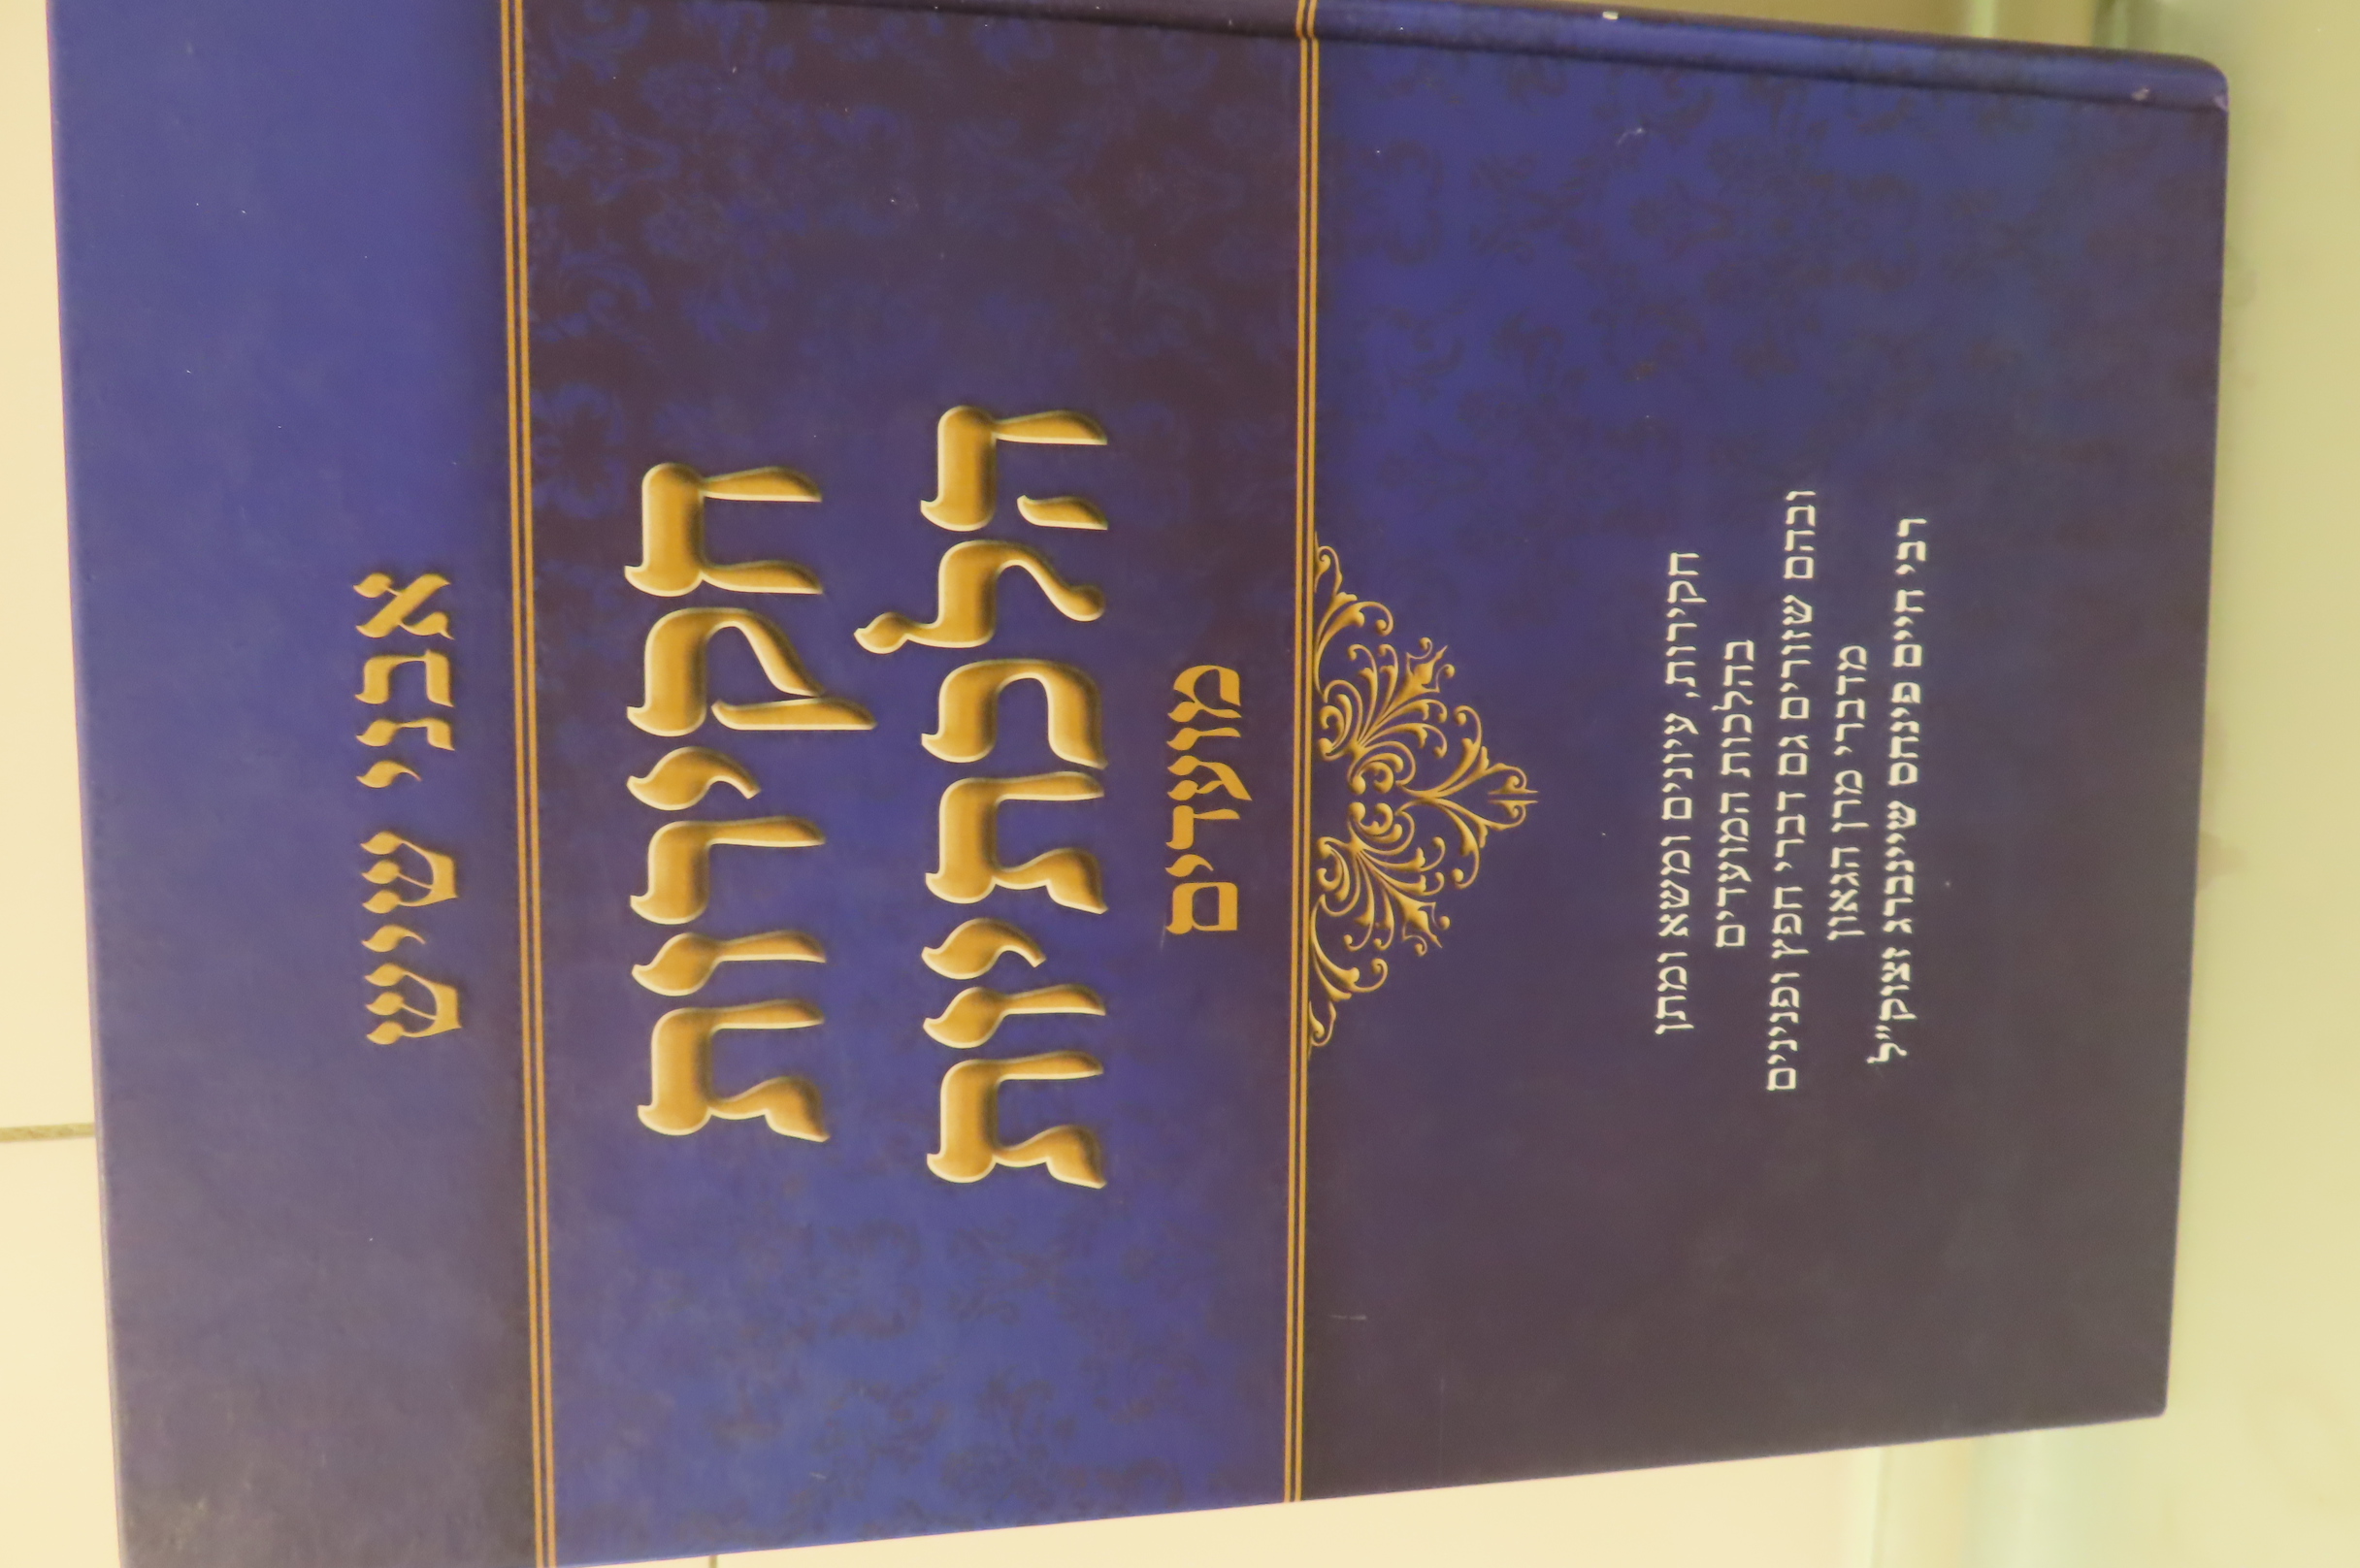 אבני שיש
חקירות
הלכתיות
מועדים
חקירות, עיונים ומשא ומתן
בהלכות המועדים
ובהם שזורים גם דברי חפץ ופנינים
מדברי מרן הגאון
רבי חיים פינחס שיינברג זצוק״ל